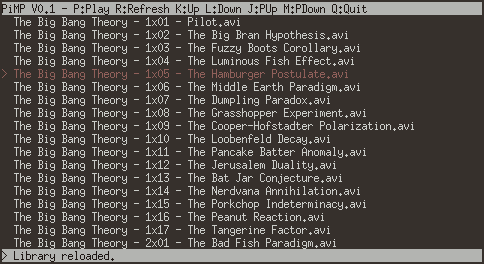 PiMP V0.1 - P:Play R:Refresh K:Up L:Down J:PUp M:PDown Q:Quit
The Big Bang Theory - 1x01 - Pilot.avi
The Big Bang Theory - 1x02 - The Big Bran Hypothesis.avi
The Big Bang Theory - 1x03 - The Fuzzy Boots Corollary.avi
The Big Bang Theory - 1x04 - The Luminous Fish Effect.avi
> The Big Bang Theory - 1x05 - The Hamburger Postulate.avi
The Big Bang Theory - 1x06 - The Middle Earth Paradigm.avi
The Big Bang Theory - 1x07 - The Dumpling Paradox.avi
The Big Bang Theory - 1x08 - The Grasshopper Experiment.avi
The Big Bang Theory - 1x09 - The Cooper-Hofstadter Polarization.avi
The Big Bang Theory - 1x10 - The Loobenfeld Decay.avi
The Big Bang Theory - 1x11 - The Pancake Batter Anomaly.avi
The Big Bang Theory - 1x12 - The Jerusalem Duality.avi
The Big Bang Theory - 1x13 - The Bat Jar Conjecture.avi
The Big Bang Theory - 1x14 - The Nerdvana Annihilation.avi
The Big Bang Theory - 1x15 - The Porkchop Indeterminacy.avi
The Big Bang Theory - 1x16 - The Peanut Reaction.avi
The Big Bang Theory - 1x17 - The Tangerine Factor.avi
The Big Bang Theory - 2x01 - The Bad Fish Paradigm.avi
> Library reloaded.